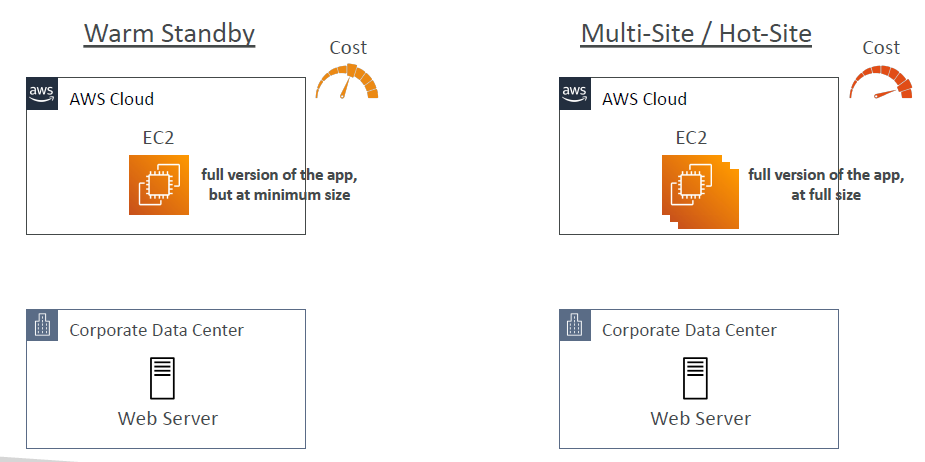 Warm Standby
Cost
aws
AWS Cloud
EC2
full version of the app,
but at minimum size
Corporate Data Center
Web Server
Multi-Site / Hot-Site
Cost
aws
AWS Cloud
EC2
full version of the app,
at full size
Corporate Data Center
Web Server